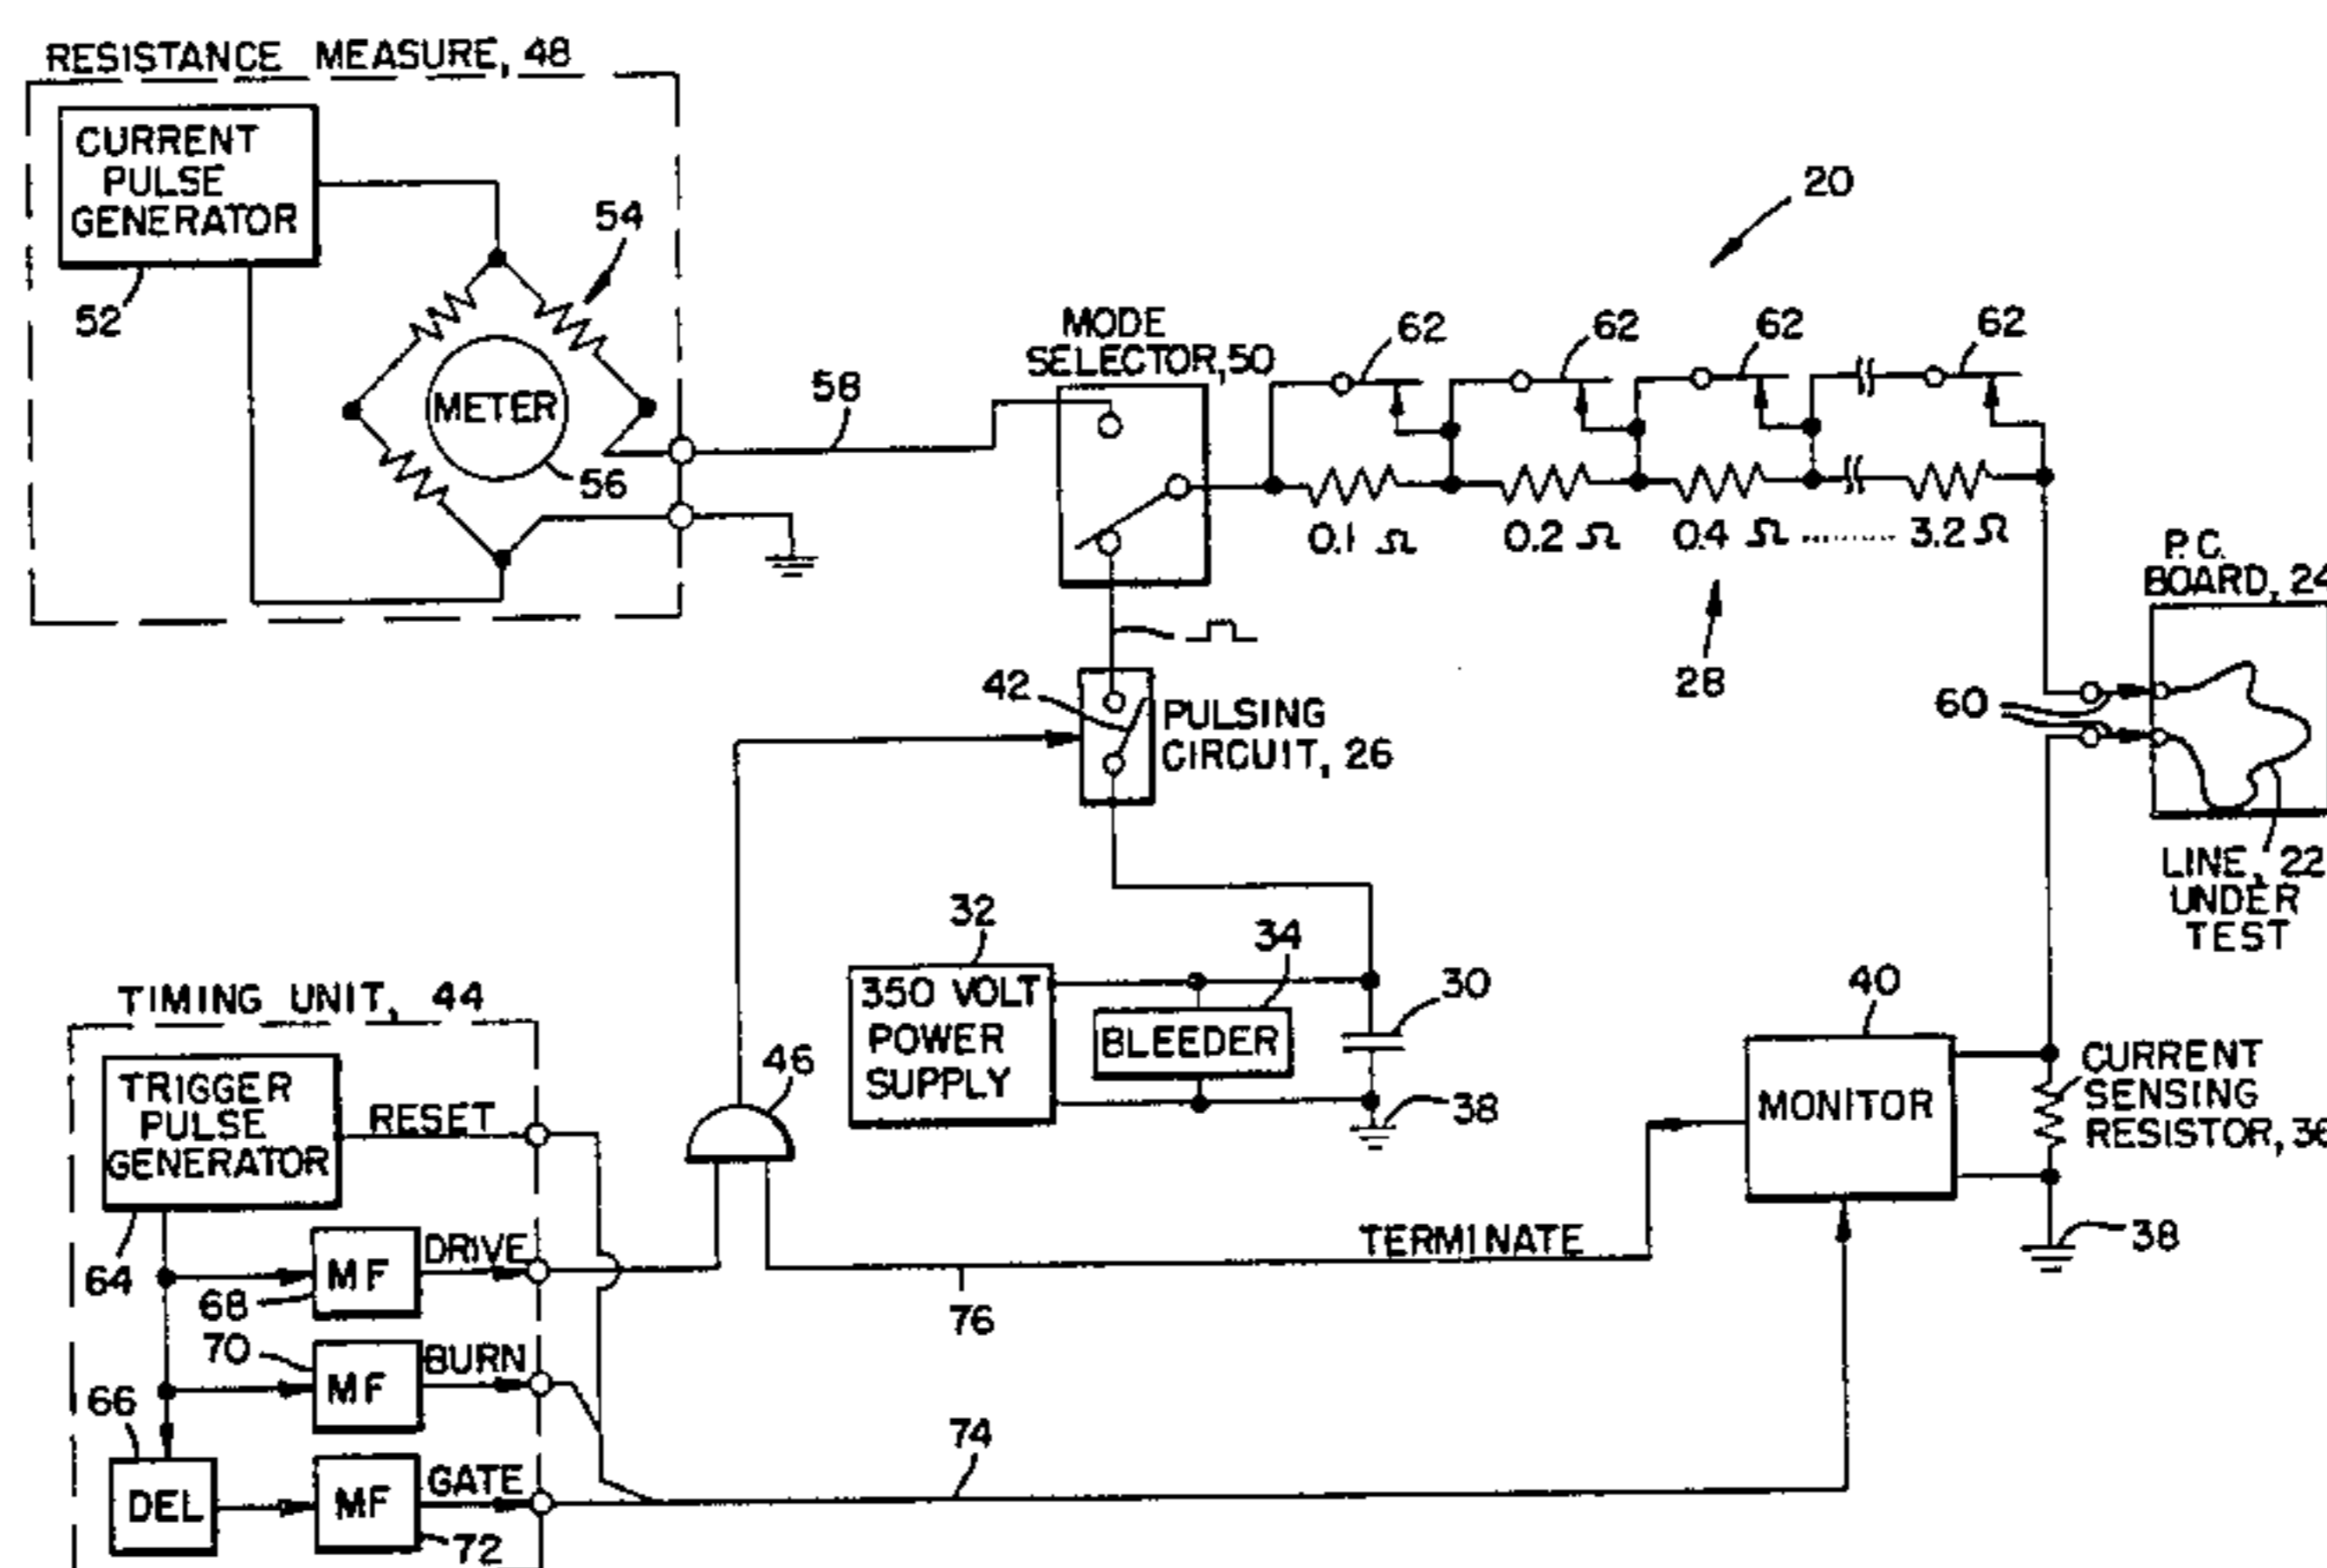 RESISTANCE MEASURE, 48
CURRENT
PULSE
GENERATOR
52
54
METER
56
58
MODE
SELECTOR, 50
62
62
62
62
20
0.1 Ω
0.2 Ω
0.4 Ω ........ 3.2 Ω
28
P.C.
BOARD, 24
60
LINE, 22
UNDER
TEST
42
PULSING
CIRCUIT, 26
32
350 VOLT
POWER
SUPPLY
34
BLEEDER
30
38
40
MONITOR
CURRENT
SENSING
RESISTOR, 36
38
TIMING UNIT, 44
TRIGGER
PULSE
GENERATOR
RESET
46
64
DRIVE
MF
68
TERMINATE
76
70
BURN
MF
66
DEL
GATE
MF
72
74